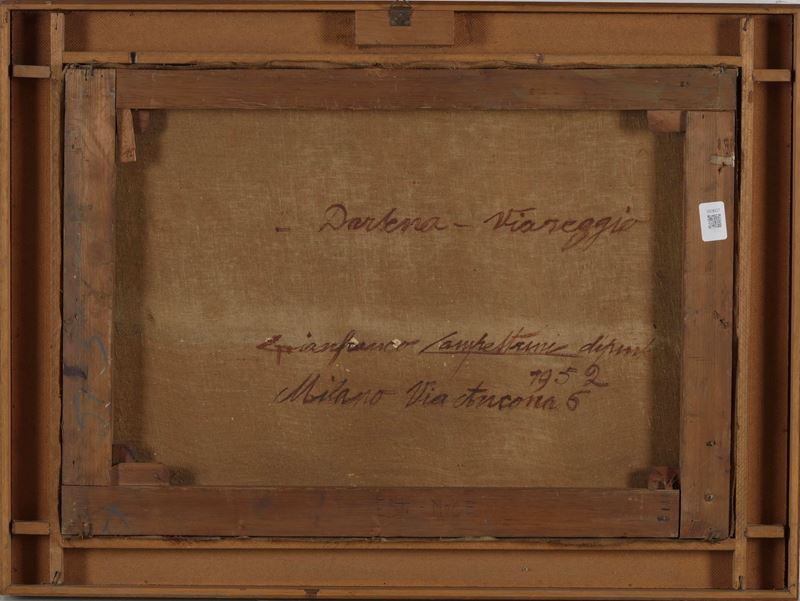 - Darsena - Viareggio
Gianfranco Campestrini dipinse
1952
Milano Via Ancona 6